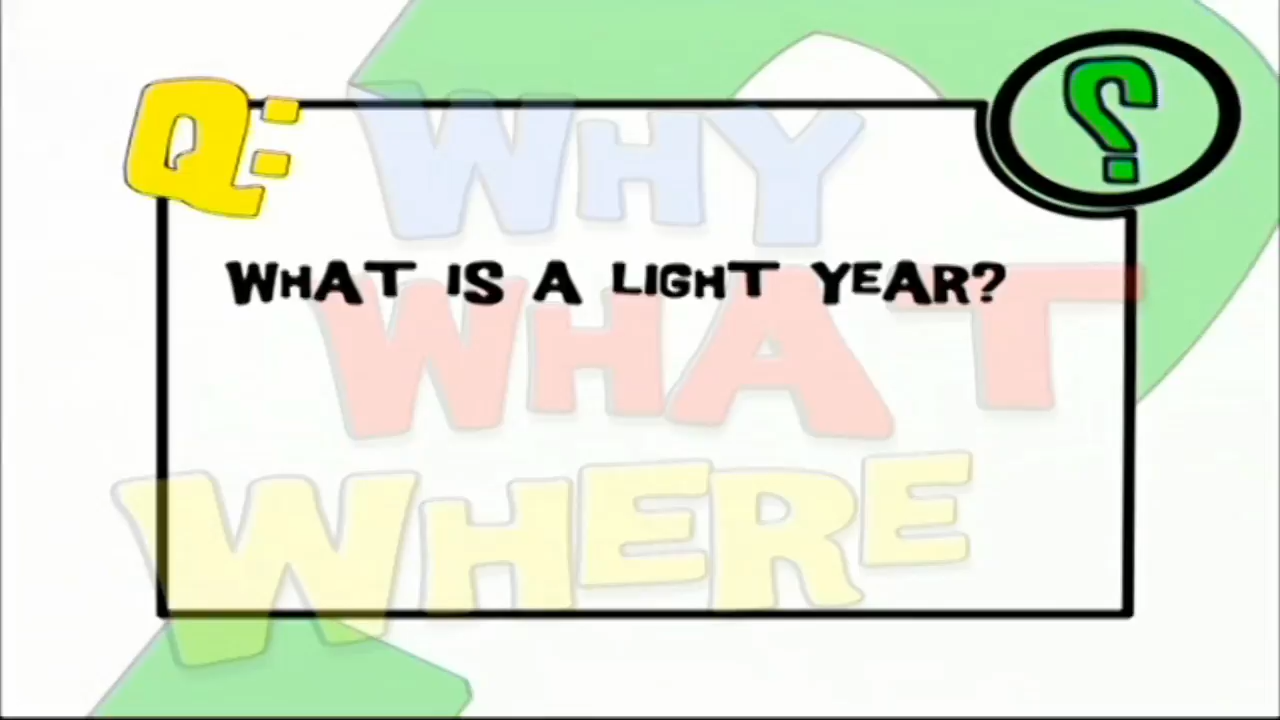 Q:
?
WHAT IS A LIGHT YEAR?
WHY
WHAT
WHERE